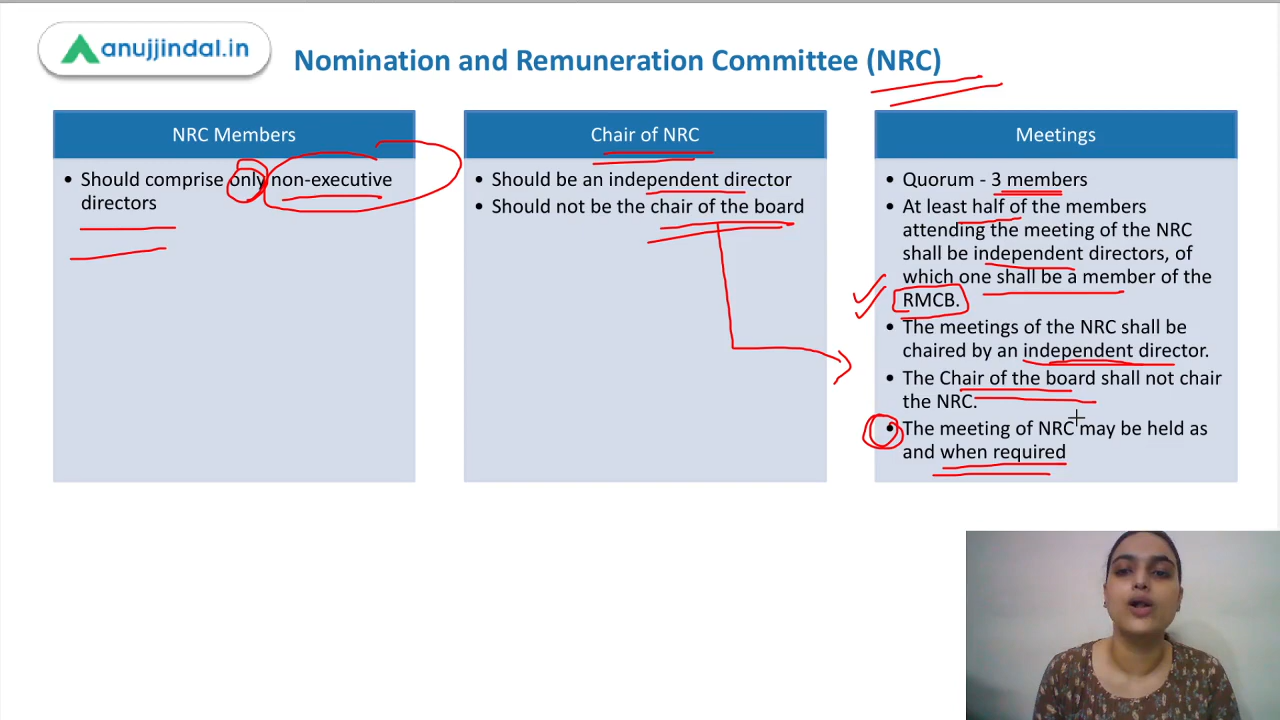 anujjindal.in
Nomination and Remuneration Committee (NRC)
NRC Members
• Should comprise only non-executive
directors
Chair of NRC
• Should be an independent director
• Should not be the chair of the board
Meetings
• Quorum - 3 members
• At least half of the members
attending the meeting of the NRC
shall be independent directors, of
which one shall be a member of the
RMCB.
• The meetings of the NRC shall be
chaired by an independent director.
• The Chair of the board shall not chair
the NRC.
• The meeting of NRC may be held as
and when required